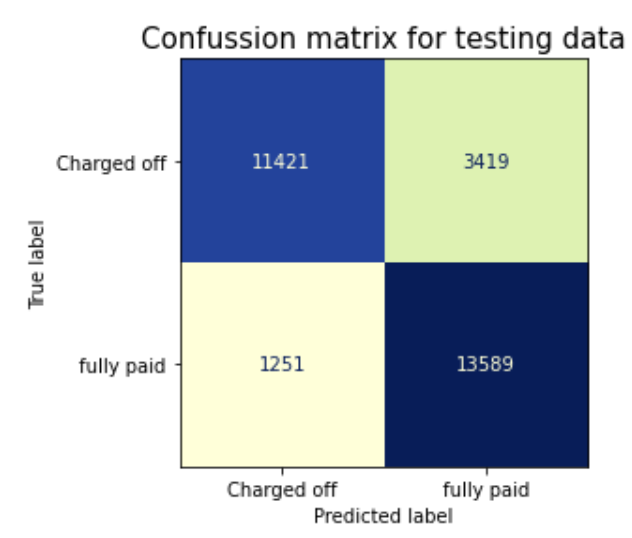 Confussion matrix for testing data
True label
Charged off
11421
3419
fully paid
1251
13589
Charged off
fully paid
Predicted label